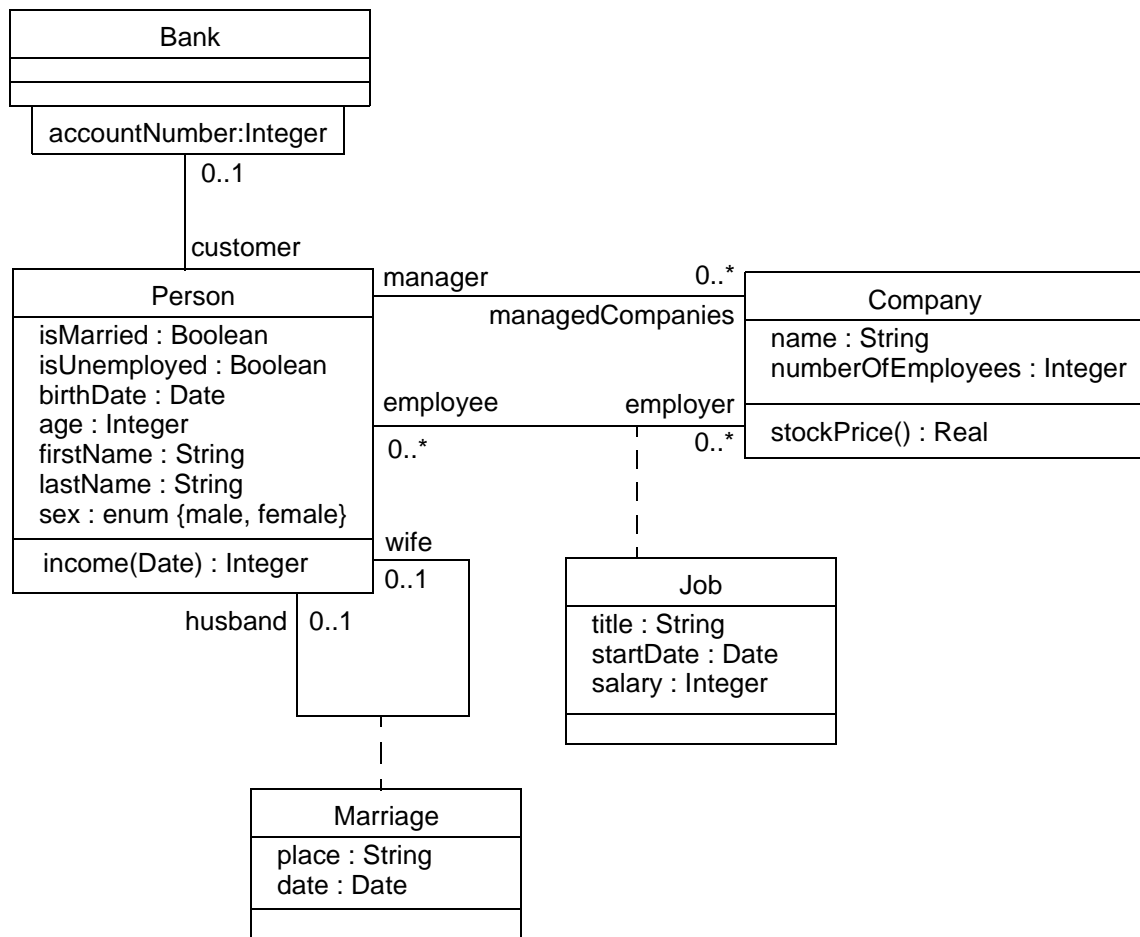 Bank
accountNumber:Integer
0..1
customer
Person
isMarried : Boolean
isUnemployed : Boolean
birthDate : Date
age : Integer
firstName : String
lastName : String
sex : enum {male, female}
income(Date) : Integer
manager
0..*
managedCompanies
employee
employer
0..*
0..*
Company
name : String
numberOfEmployees : Integer
stockPrice() : Real
wife
0..1
husband
0..1
Job
title : String
startDate : Date
salary : Integer
Marriage
place : String
date : Date